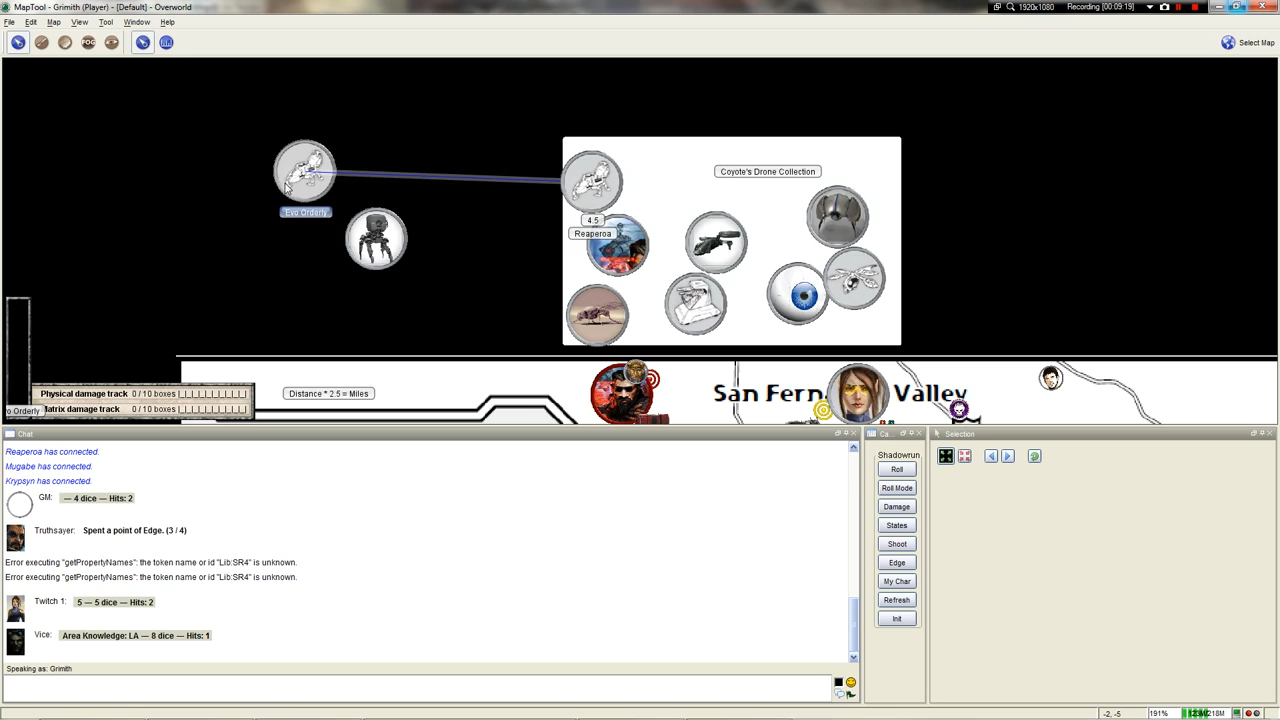 MapTool - Grimith (Player) - [Default] - Overworld
1920x1080
Recording [00:09:19]
File Edit Map View Tool Window Help
POG
Select Map
Coyote's Drone Collection
Evo Orderly
4.5
Reaperoa
Physical damage track 0/10 boxes
Matrix damage track 0/10 boxes
vo Orderly
Distance * 2.5 = Miles
San Fern Valley
Chat
Ca...
Selection
Reaperoa has connected.
Mugabe has connected.
Krypsyn has connected.
GM: — 4 dice — Hits: 2
Truthsayer: Spent a point of Edge. (3 / 4)
Error executing "getPropertyNames": the token name or id "Lib:SR4" is unknown.
Error executing "getPropertyNames": the token name or id "Lib:SR4" is unknown.
Twitch 1: 5 — 5 dice — Hits: 2
Vice: Area Knowledge: LA — 8 dice — Hits: 1
Speaking as: Grimith
Shadowrun
Roll
Roll Mode
Damage
States
Shoot
Edge
My Char
Refresh
Init
-2, -5
191%